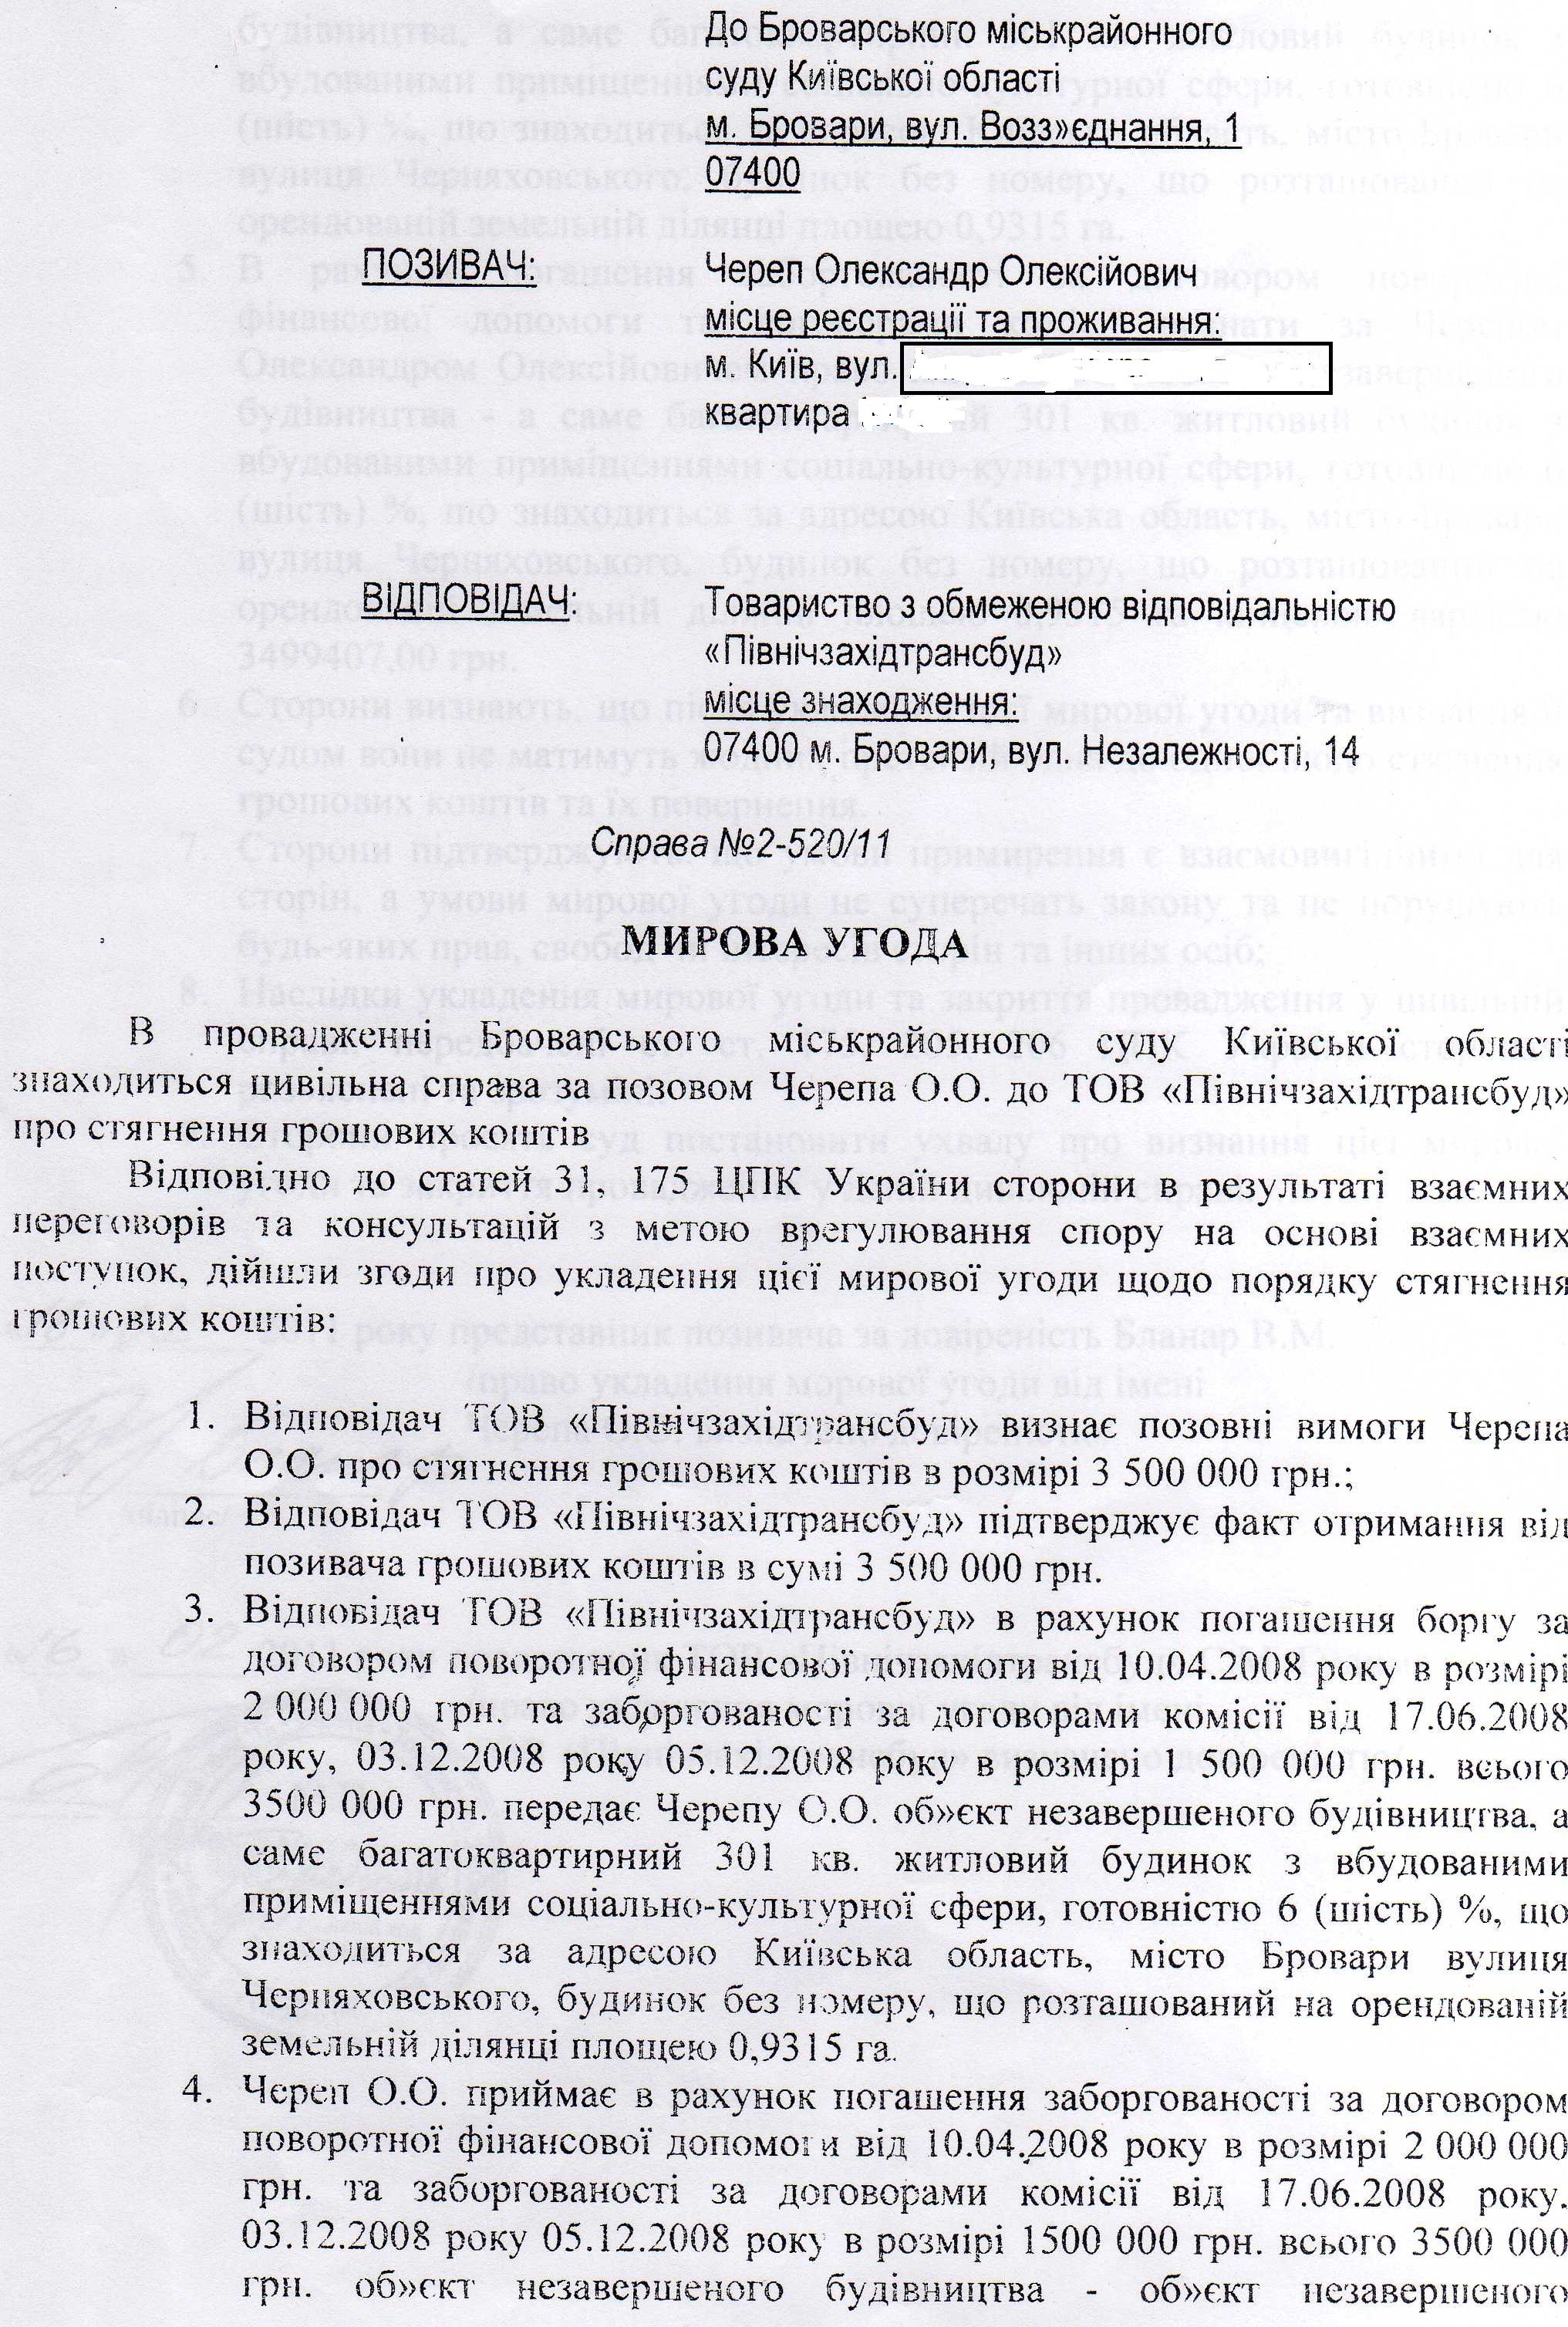 До Броварського міськрайонного
суду Київської області
м. Бровари, вул. Возз»єднання, 1
07400
ПОЗИВАЧ:
Череп Олександр Олексійович
місце реєстрації та проживання:
м. Київ, вул.
квартира
ВІДПОВІДАЧ:
Товариство з обмеженою відповідальністю
«Північзахідтрансбуд»
місце знаходження:
07400 м. Бровари, вул. Незалежності, 14
Справа №2-520/11
МИРОВА УГОДА
В провадженні Броварського міськрайонного суду Київської області
знаходиться цивільна справа за позовом Черепа О.О. до ТОВ «Північзахідтрансбуд»
про стягнення грошових коштів
Відповідно до статей 31, 175 ЦПК України сторони в результаті взаємних
переговорів та консультацій з метою врегулювання спору на основі взаємних
поступок, дійшли згоди про укладення цієї мирової угоди щодо порядку стягнення
грошових коштів:
1. Відповідач ТОВ «Північзахідтрансбуд» визнає позовні вимоги Черепа
О.О. про стягнення грошових коштів в розмірі 3 500 000 грн.;
2. Відповідач ТОВ «Північзахідтрансбуд» підтверджує факт отримання від
позивача грошових коштів в сумі 3 500 000 грн.
3. Відповідач ТОВ «Північзахідтрансбуд» в рахунок погашення боргу за
договором поворотної фінансової допомоги від 10.04.2008 року в розмірі
2 000 000 грн. та заборгованості за договорами комісії від 17.06.2008
року, 03.12.2008 року 05.12.2008 року в розмірі 1 500 000 грн. всього
3500 000 грн. передає Черепу О.О. об»єкт незавершеного будівництва, а
саме багатоквартирний 301 кв. житловий будинок з вбудованими
приміщеннями соціально-культурної сфери, готовністю 6 (шість) %, що
знаходиться за адресою Київська область, місто Бровари вулиця
Черняховського, будинок без номеру, що розташований на орендованій
земельній ділянці площею 0,9315 га.
4. Череп О.О. приймає в рахунок погашення заборгованості за договором
поворотної фінансової допомоги від 10.04.2008 року в розмірі 2 000 000
грн. та заборгованості за договорами комісії від 17.06.2008 року.
03.12.2008 року 05.12.2008 року в розмірі 1500 000 грн. всього 3500 000
грн. об»єкт незавершеного будівництва - об»єкт незавершеного